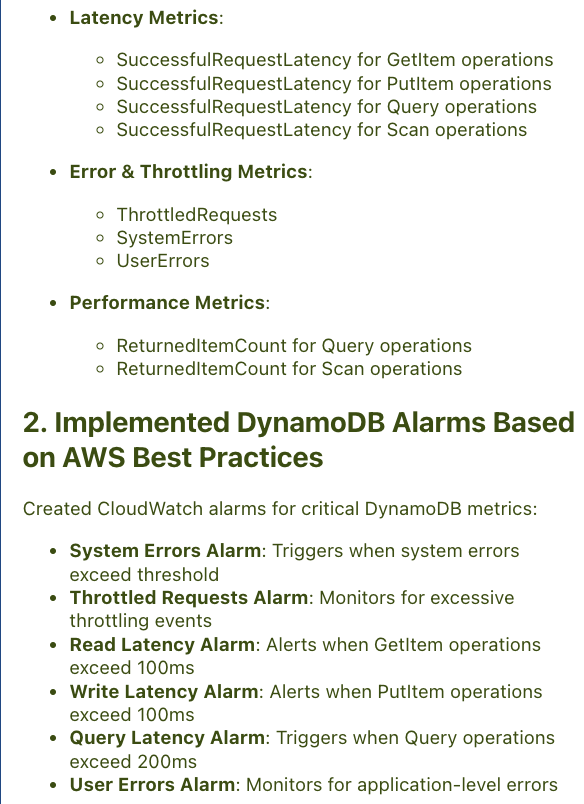 • Latency Metrics:
◦ SuccessfulRequestLatency for GetItem operations
◦ SuccessfulRequestLatency for PutItem operations
◦ SuccessfulRequestLatency for Query operations
◦ SuccessfulRequestLatency for Scan operations
• Error & Throttling Metrics:
◦ ThrottledRequests
◦ SystemErrors
◦ UserErrors
• Performance Metrics:
◦ ReturnedItemCount for Query operations
◦ ReturnedItemCount for Scan operations
2. Implemented DynamoDB Alarms Based
on AWS Best Practices
Created CloudWatch alarms for critical DynamoDB metrics:
• System Errors Alarm: Triggers when system errors
exceed threshold
• Throttled Requests Alarm: Monitors for excessive
throttling events
• Read Latency Alarm: Alerts when GetItem operations
exceed 100ms
• Write Latency Alarm: Alerts when PutItem operations
exceed 100ms
• Query Latency Alarm: Triggers when Query operations
exceed 200ms
• User Errors Alarm: Monitors for application-level errors